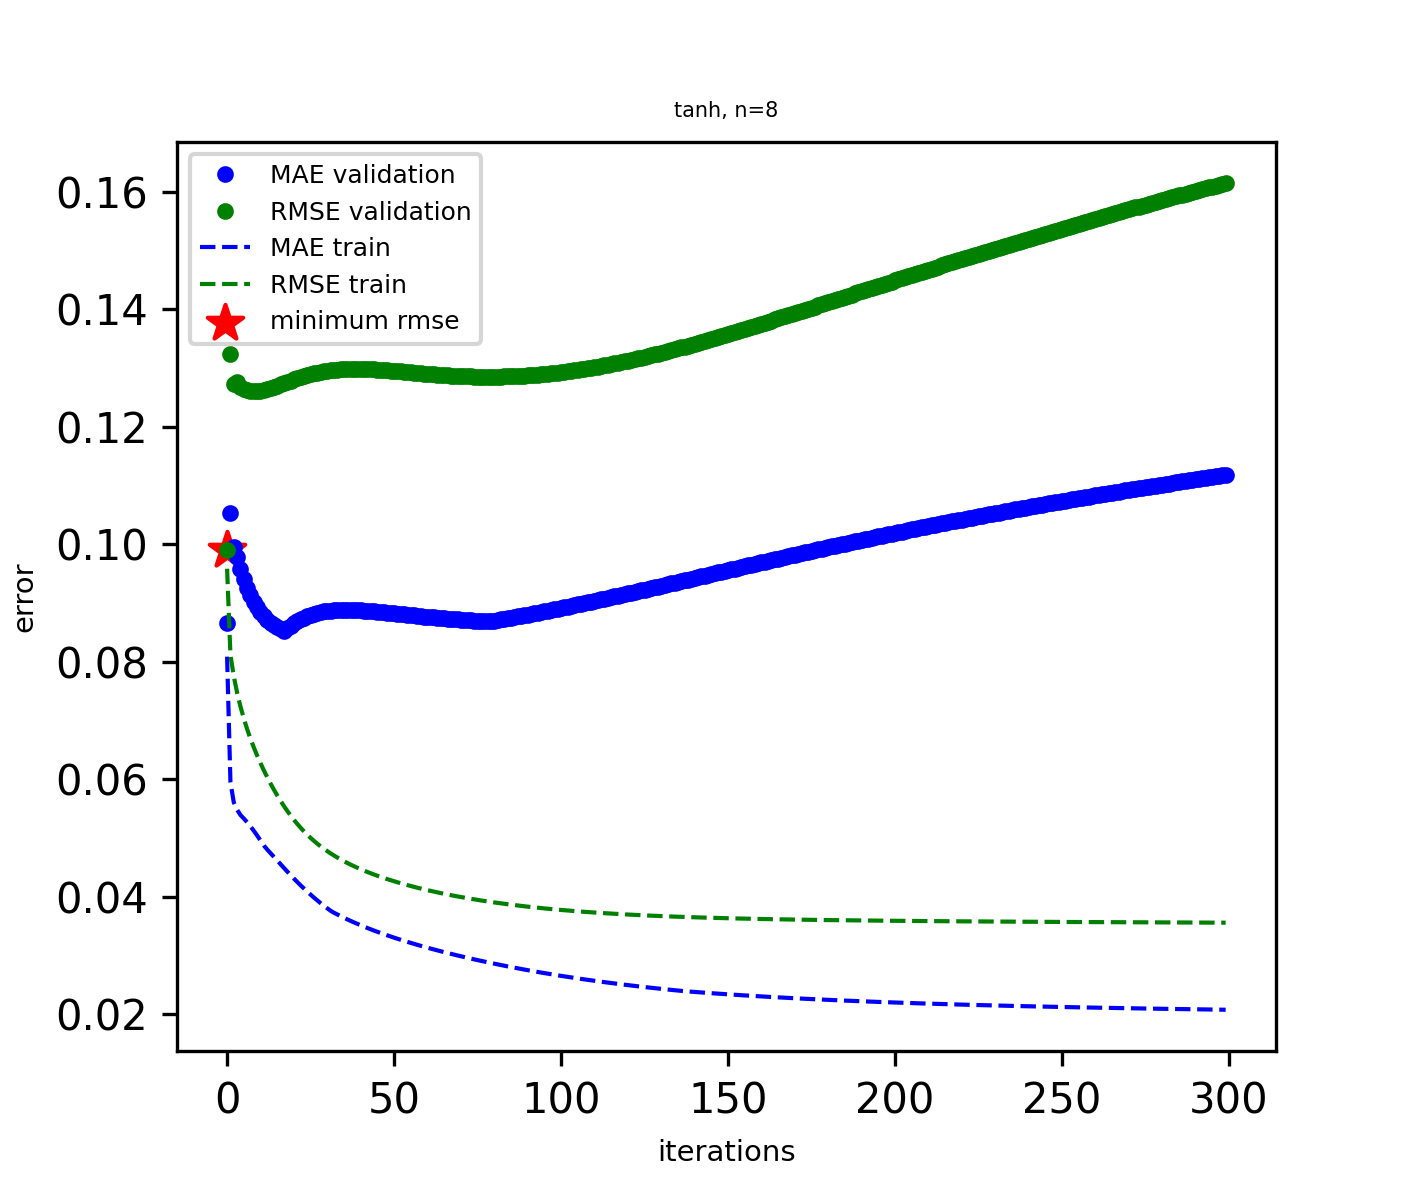 tanh, n=8
MAE validation
RMSE validation
MAE train
RMSE train
minimum rmse
0.16
0.14
0.12
0.10
0.08
0.06
0.04
0.02
error
0 50 100 150 200 250 300
iterations